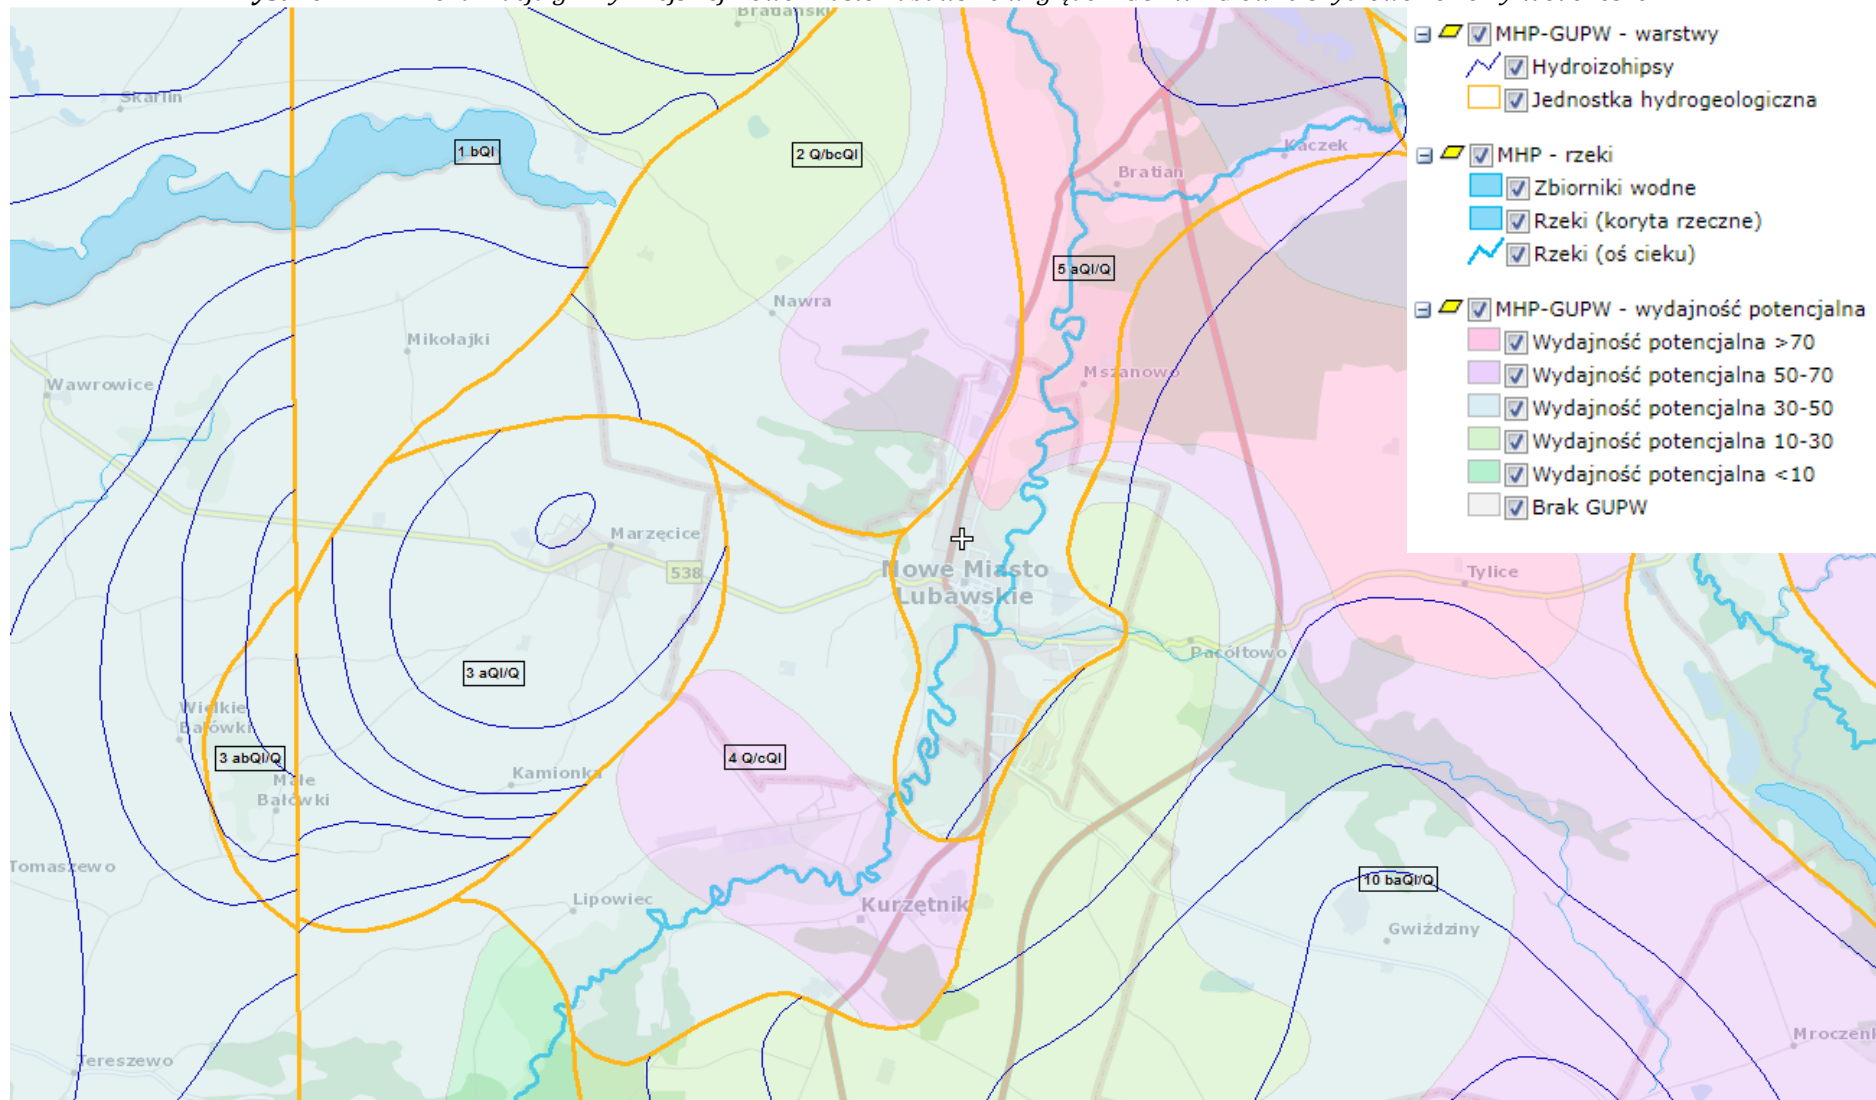 MHP-GUPW - warstwy
Hydroizohipsy
Jednostka hydrogeologiczna
MHP - rzeki
Zbiorniki wodne
Rzeki (koryta rzeczne)
Rzeki (oś cieku)
MHP-GUPW - wydajność potencjalna
Wydajność potencjalna >70
Wydajność potencjalna 50-70
Wydajność potencjalna 30-50
Wydajność potencjalna 10-30
Wydajność potencjalna <10
Brak GUPW
Bratiański
Skarlin
1 bQI
2 Q/bcQI
Kaczek
Bratian
5 aQI/Q
Nawra
Mikołajki
Wawrowice
Mszanowo
Marzęcice
538
Nowe Miasto
Lubawskie
Tylice
Pacółtowo
3 aQI/Q
Wielkie
Bałówki
3 abQI/Q
4 Q/cQI
Małe
Bałówki
Kamionka
Tomaszewo
Lipowiec
Kurzętnik
10 baQI/Q
Gwiździny
Mroczenk
Tereszewo